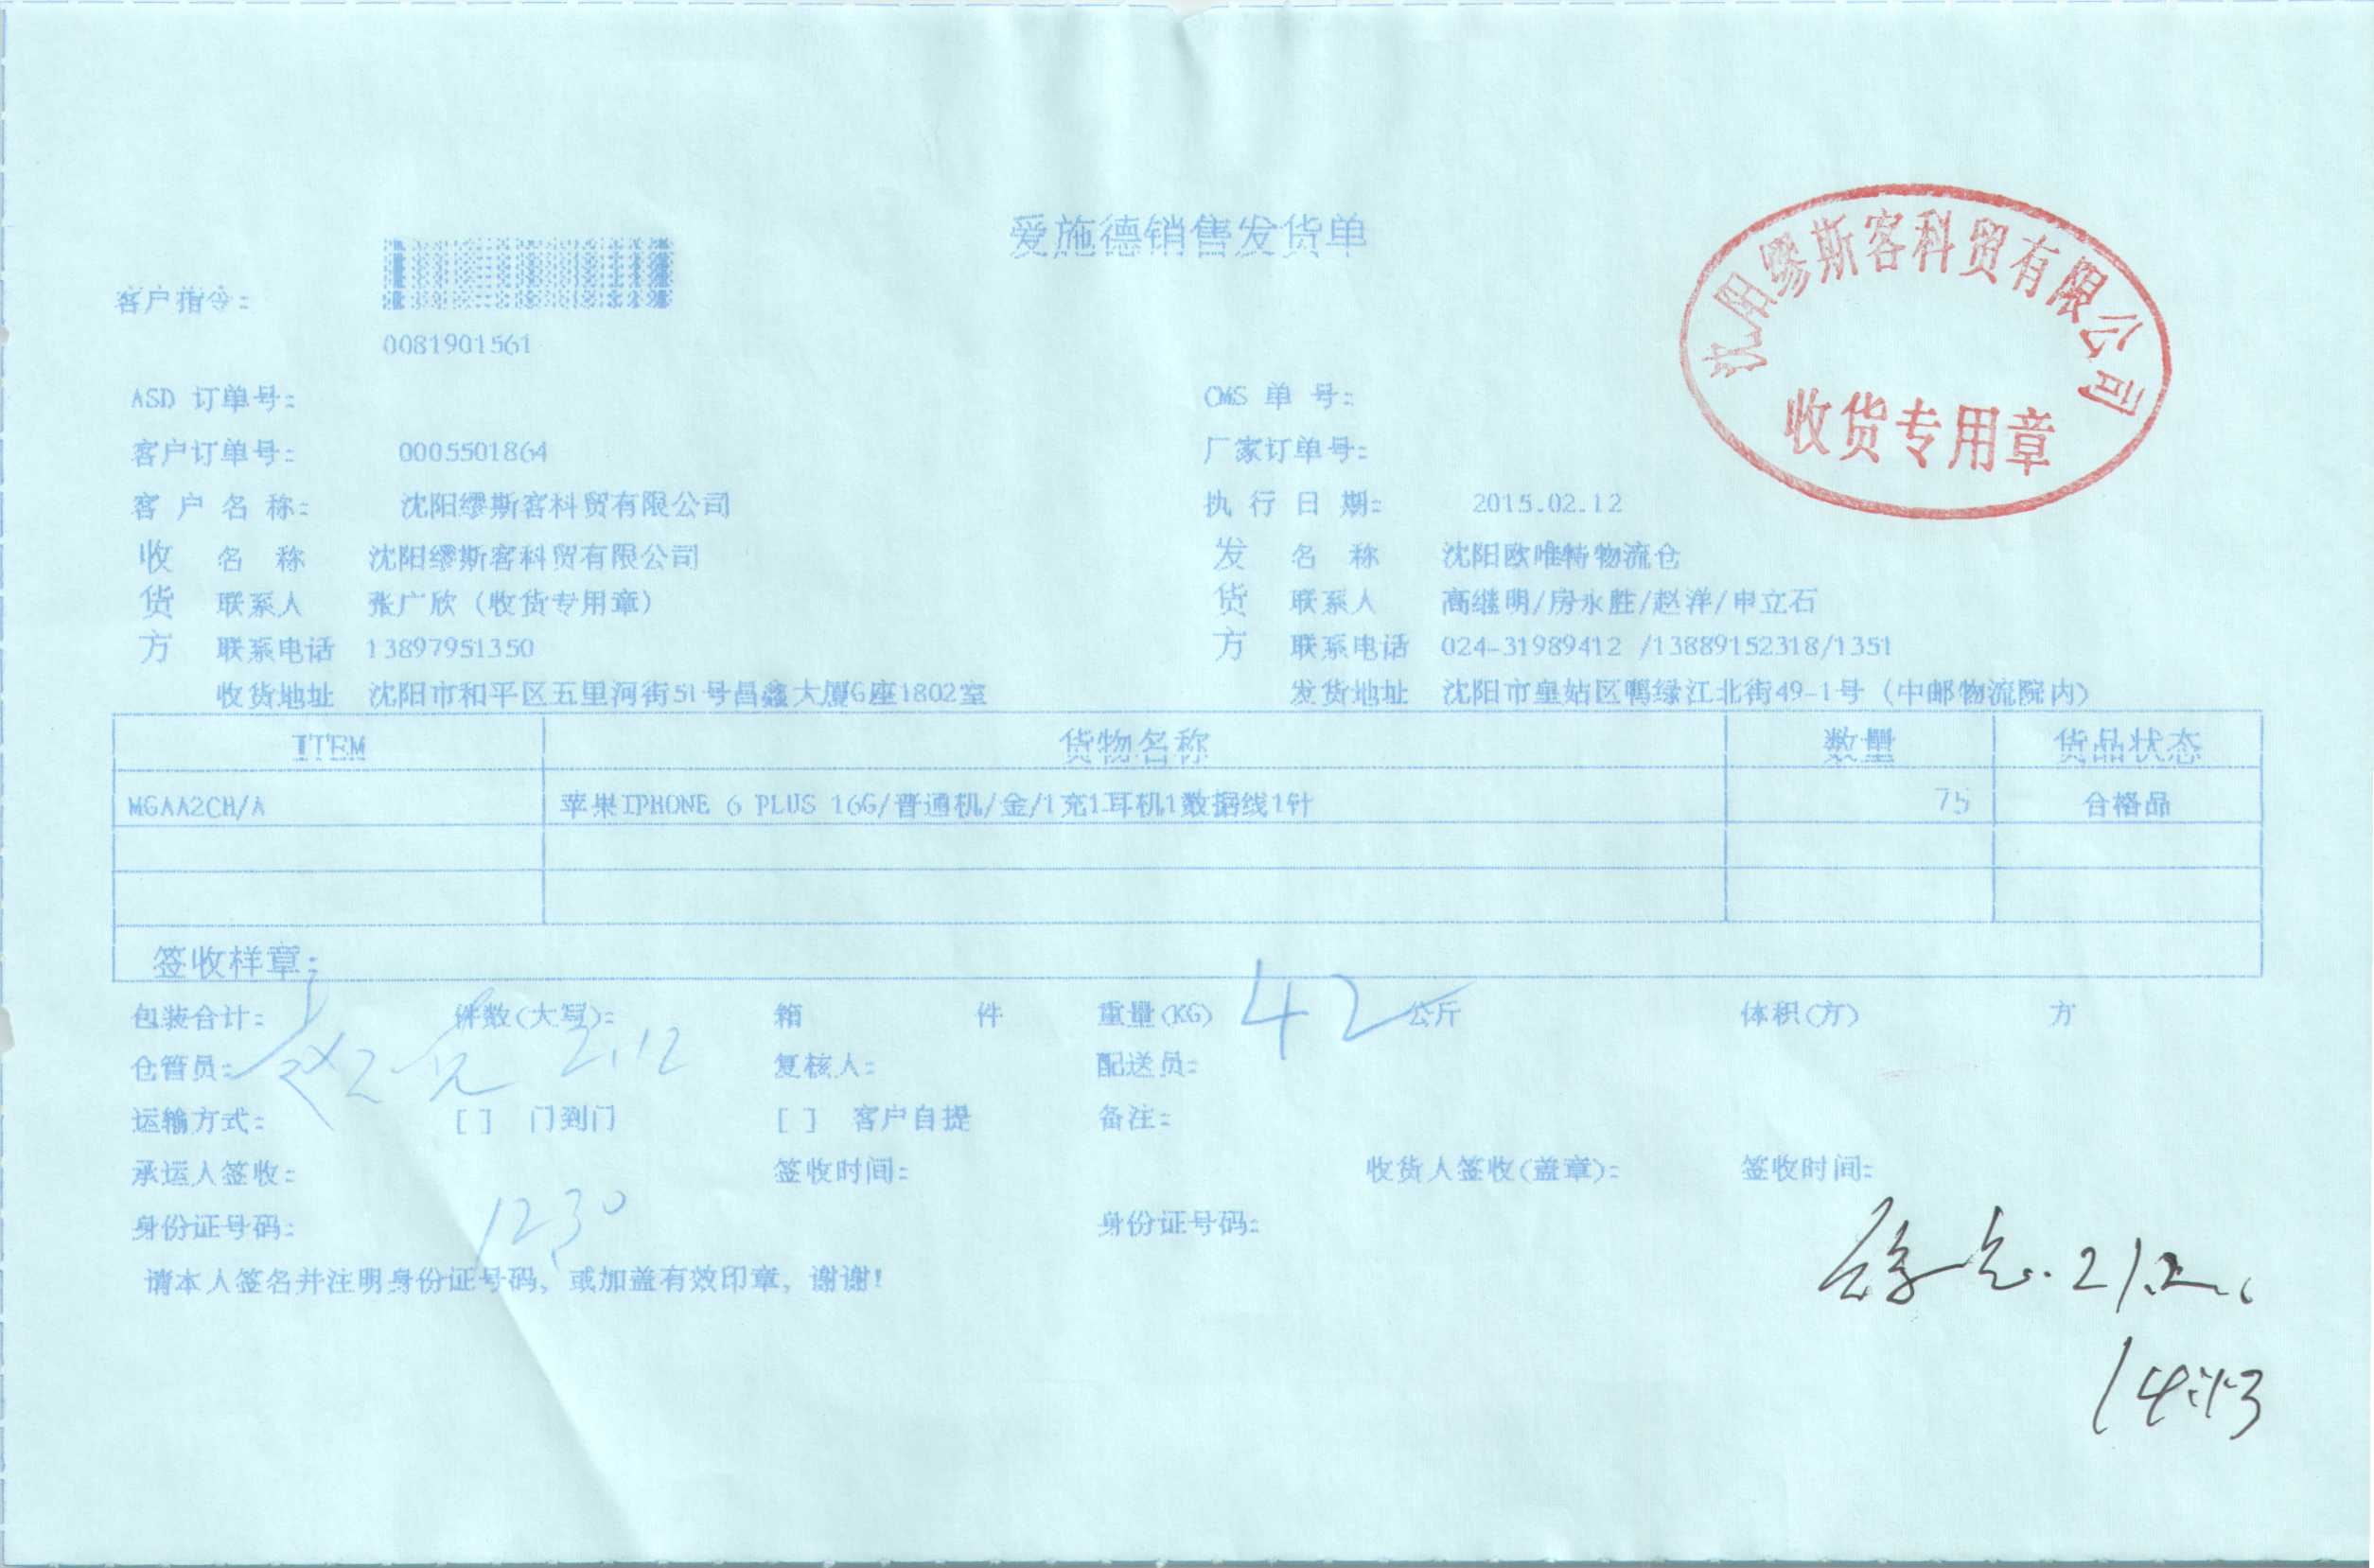 爱施德销售发货单
沈阳缪斯客科贸有限公司
收货专用章
客户指令:
0081901561
ASD 订单号: OMS 单 号:
客户订单号: 0005501864 厂家订单号:
客 户 名 称: 沈阳缪斯客科贸有限公司 执 行 日 期: 2015.02.12
收 名 称 沈阳缪斯客科贸有限公司 发 名 称 沈阳欧唯特物流仓
货 联系人 张广欣(收货专用章) 货 联系人 高继明/房永胜/赵洋/申立石
方 联系电话 13897951350 方 联系电话 024-31989412 /13889152318/1351
收货地址 沈阳市和平区五里河街51号昌鑫大厦G座1802室 发货地址 沈阳市皇姑区鸭绿江北街49-1号(中邮物流院内)
ITEM 货物名称 数量 货品状态
MGAA2CH/A 苹果IPHONE 6 PLUS 16G/普通机/金/1充1耳机1数据线1针 75 合格品
签收样章:
包装合计: 件数(大写): 箱 件 重量(KG) 42 公斤 体积(方) 方
仓管员: 2.12 复核人: 配送员:
运输方式: [ ] 门到门 [ ] 客户自提 备注:
承运人签收: 签收时间: 收货人签收(盖章): 签收时间:
身份证号码: 1230 身份证号码:
请本人签名并注明身份证号码, 或加盖有效印章, 谢谢!